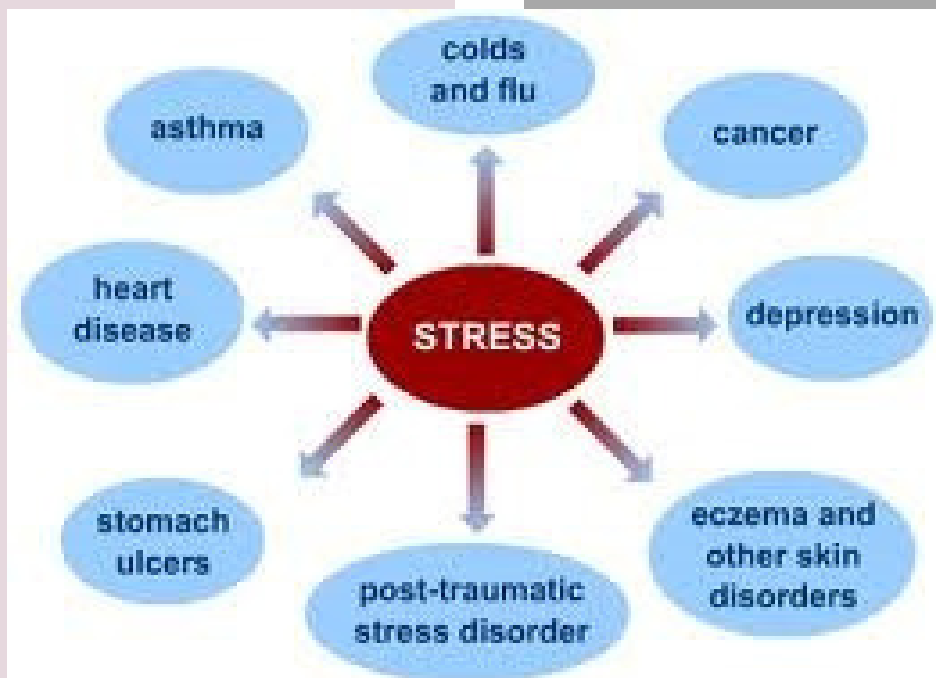 colds
and flu
asthma
cancer
heart
disease
STRESS
depression
stomach
ulcers
post-traumatic
stress disorder
eczema and
other skin
disorders